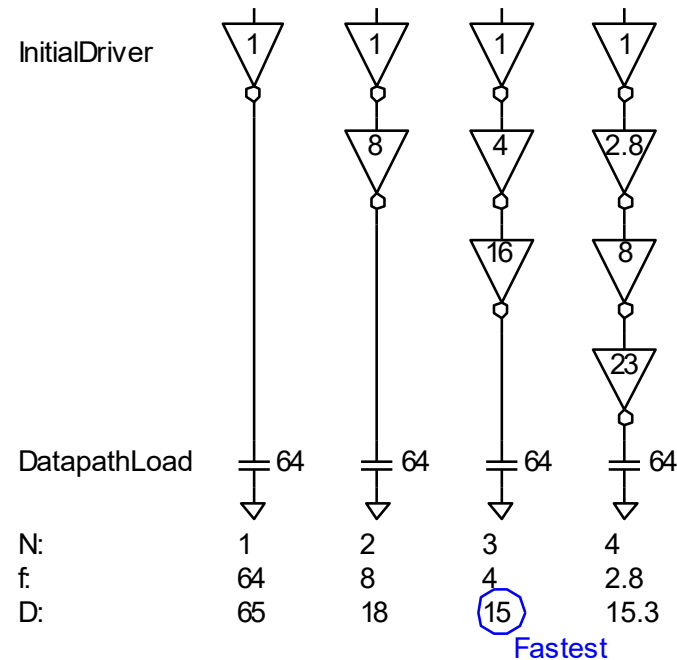 InitialDriver 1 1 1 1
8 4 2.8
16 8
23
DatapathLoad 64 64 64 64
N: 1 2 3 4
f: 64 8 4 2.8
D: 65 18 15 15.3
Fastest